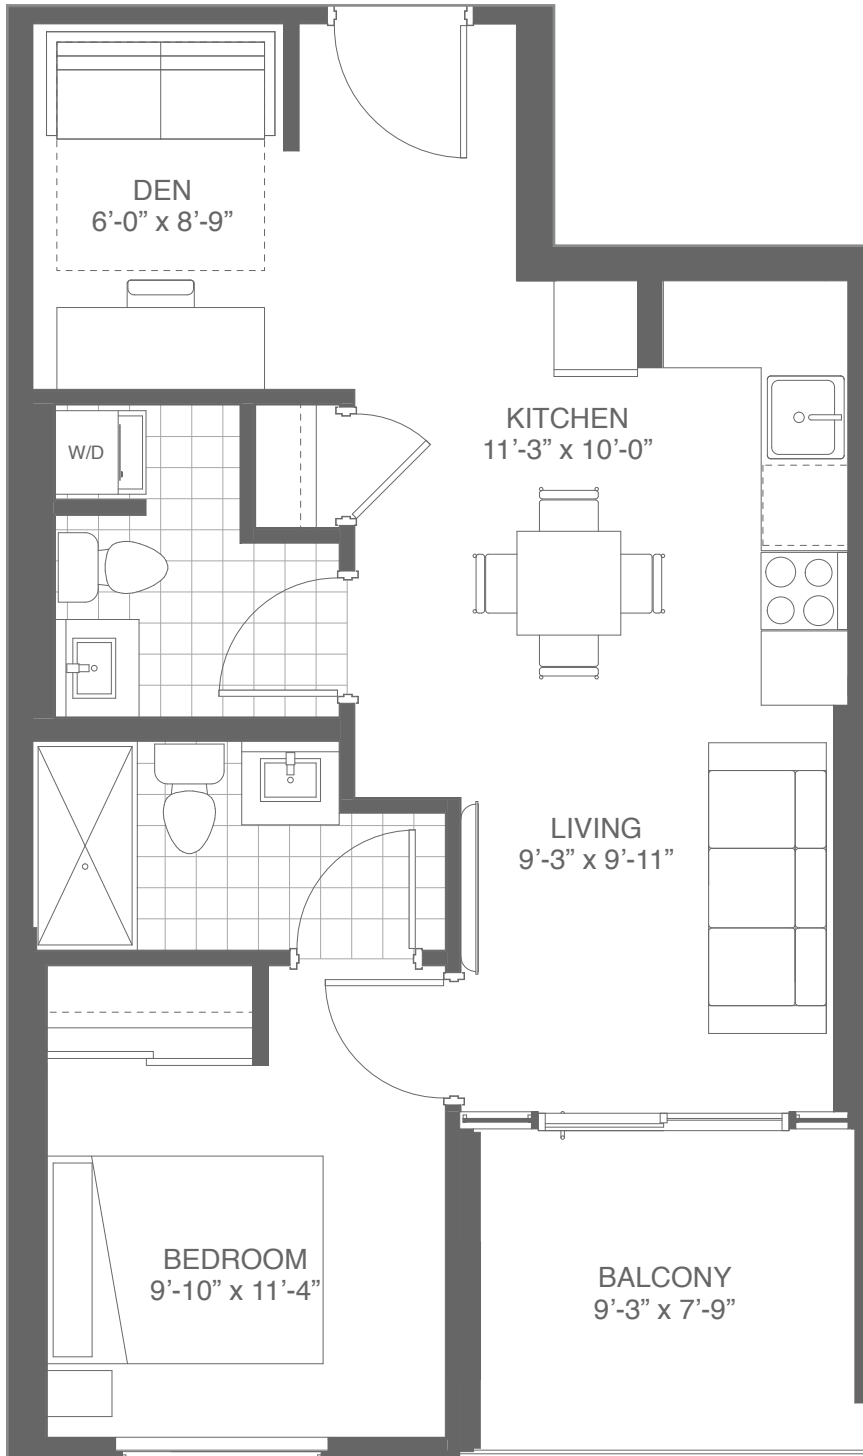 DEN
6’-0” x 8’-9”
KITCHEN
11’-3” x 10’-0”
W/D
LIVING
9’-3” x 9’-11”
BEDROOM
9’-10” x 11’-4”
BALCONY
9’-3” x 7’-9”